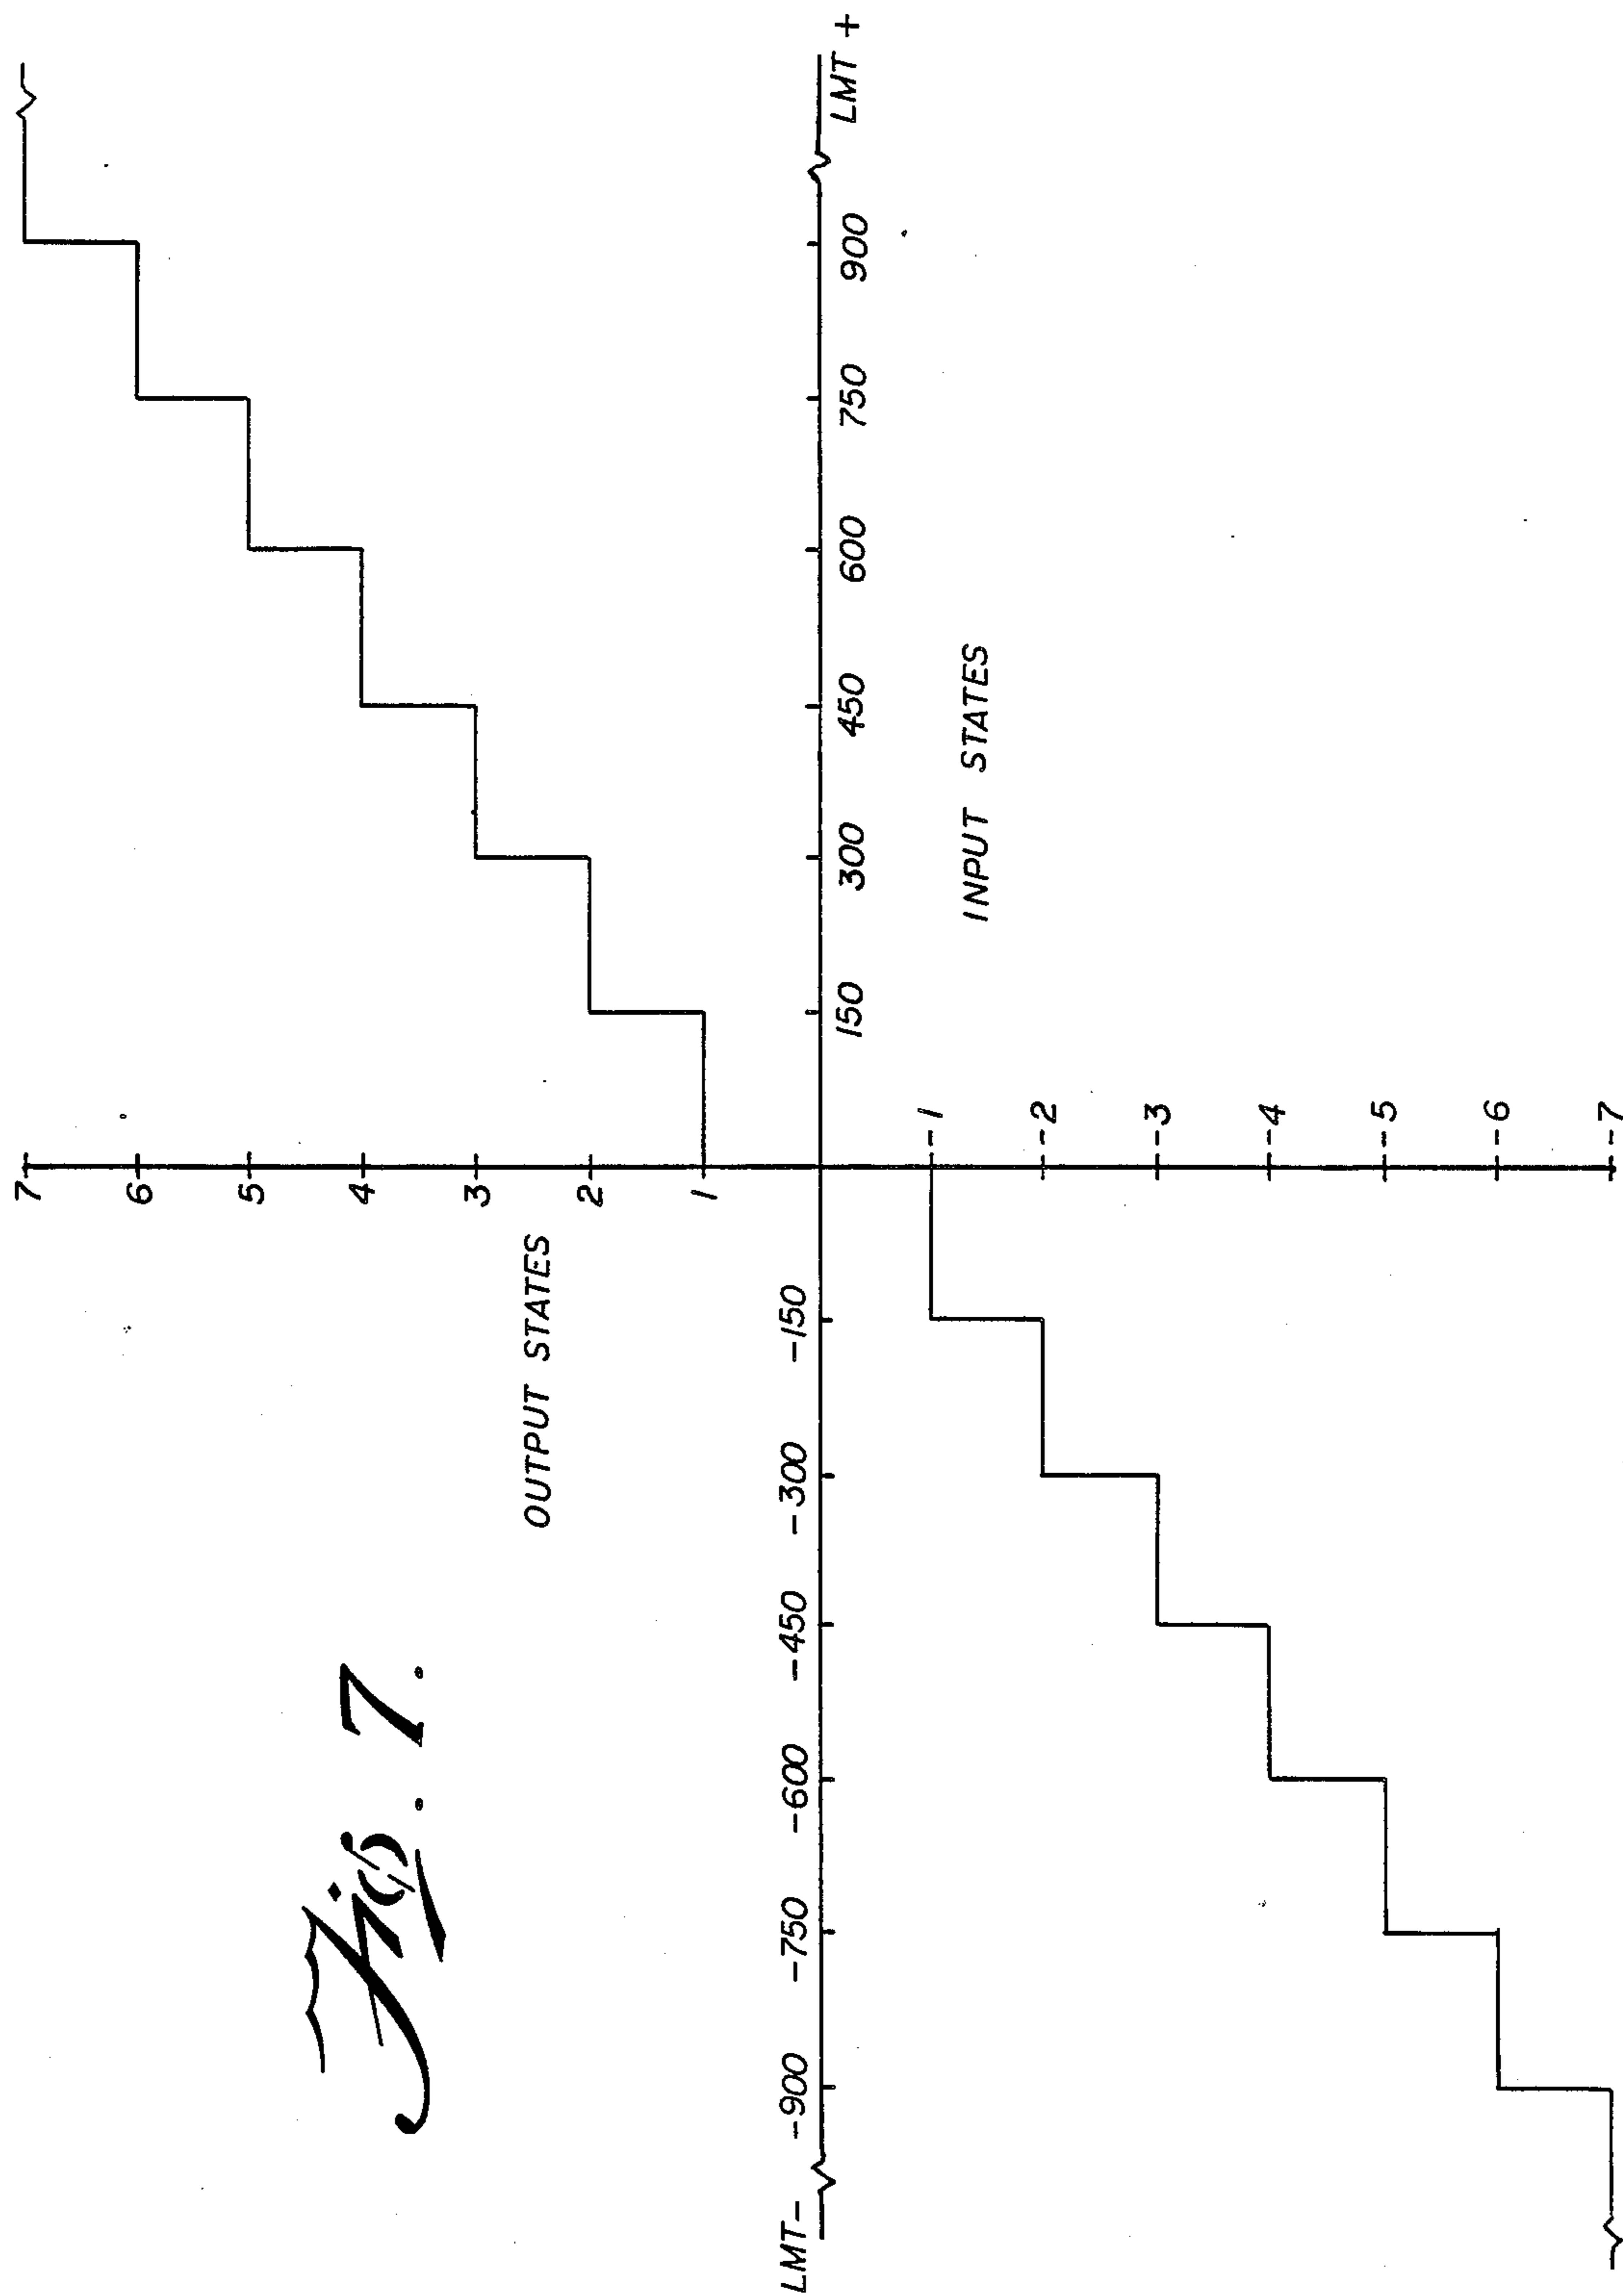 7
6
5
4
3
2
1
OUTPUT STATES
Fig. 7.
LMT- -900 -750 -600 -450 -300 -150
150 300 450 600 750 900 LMT +
INPUT STATES
-1
-2
-3
-4
-5
-6
-7